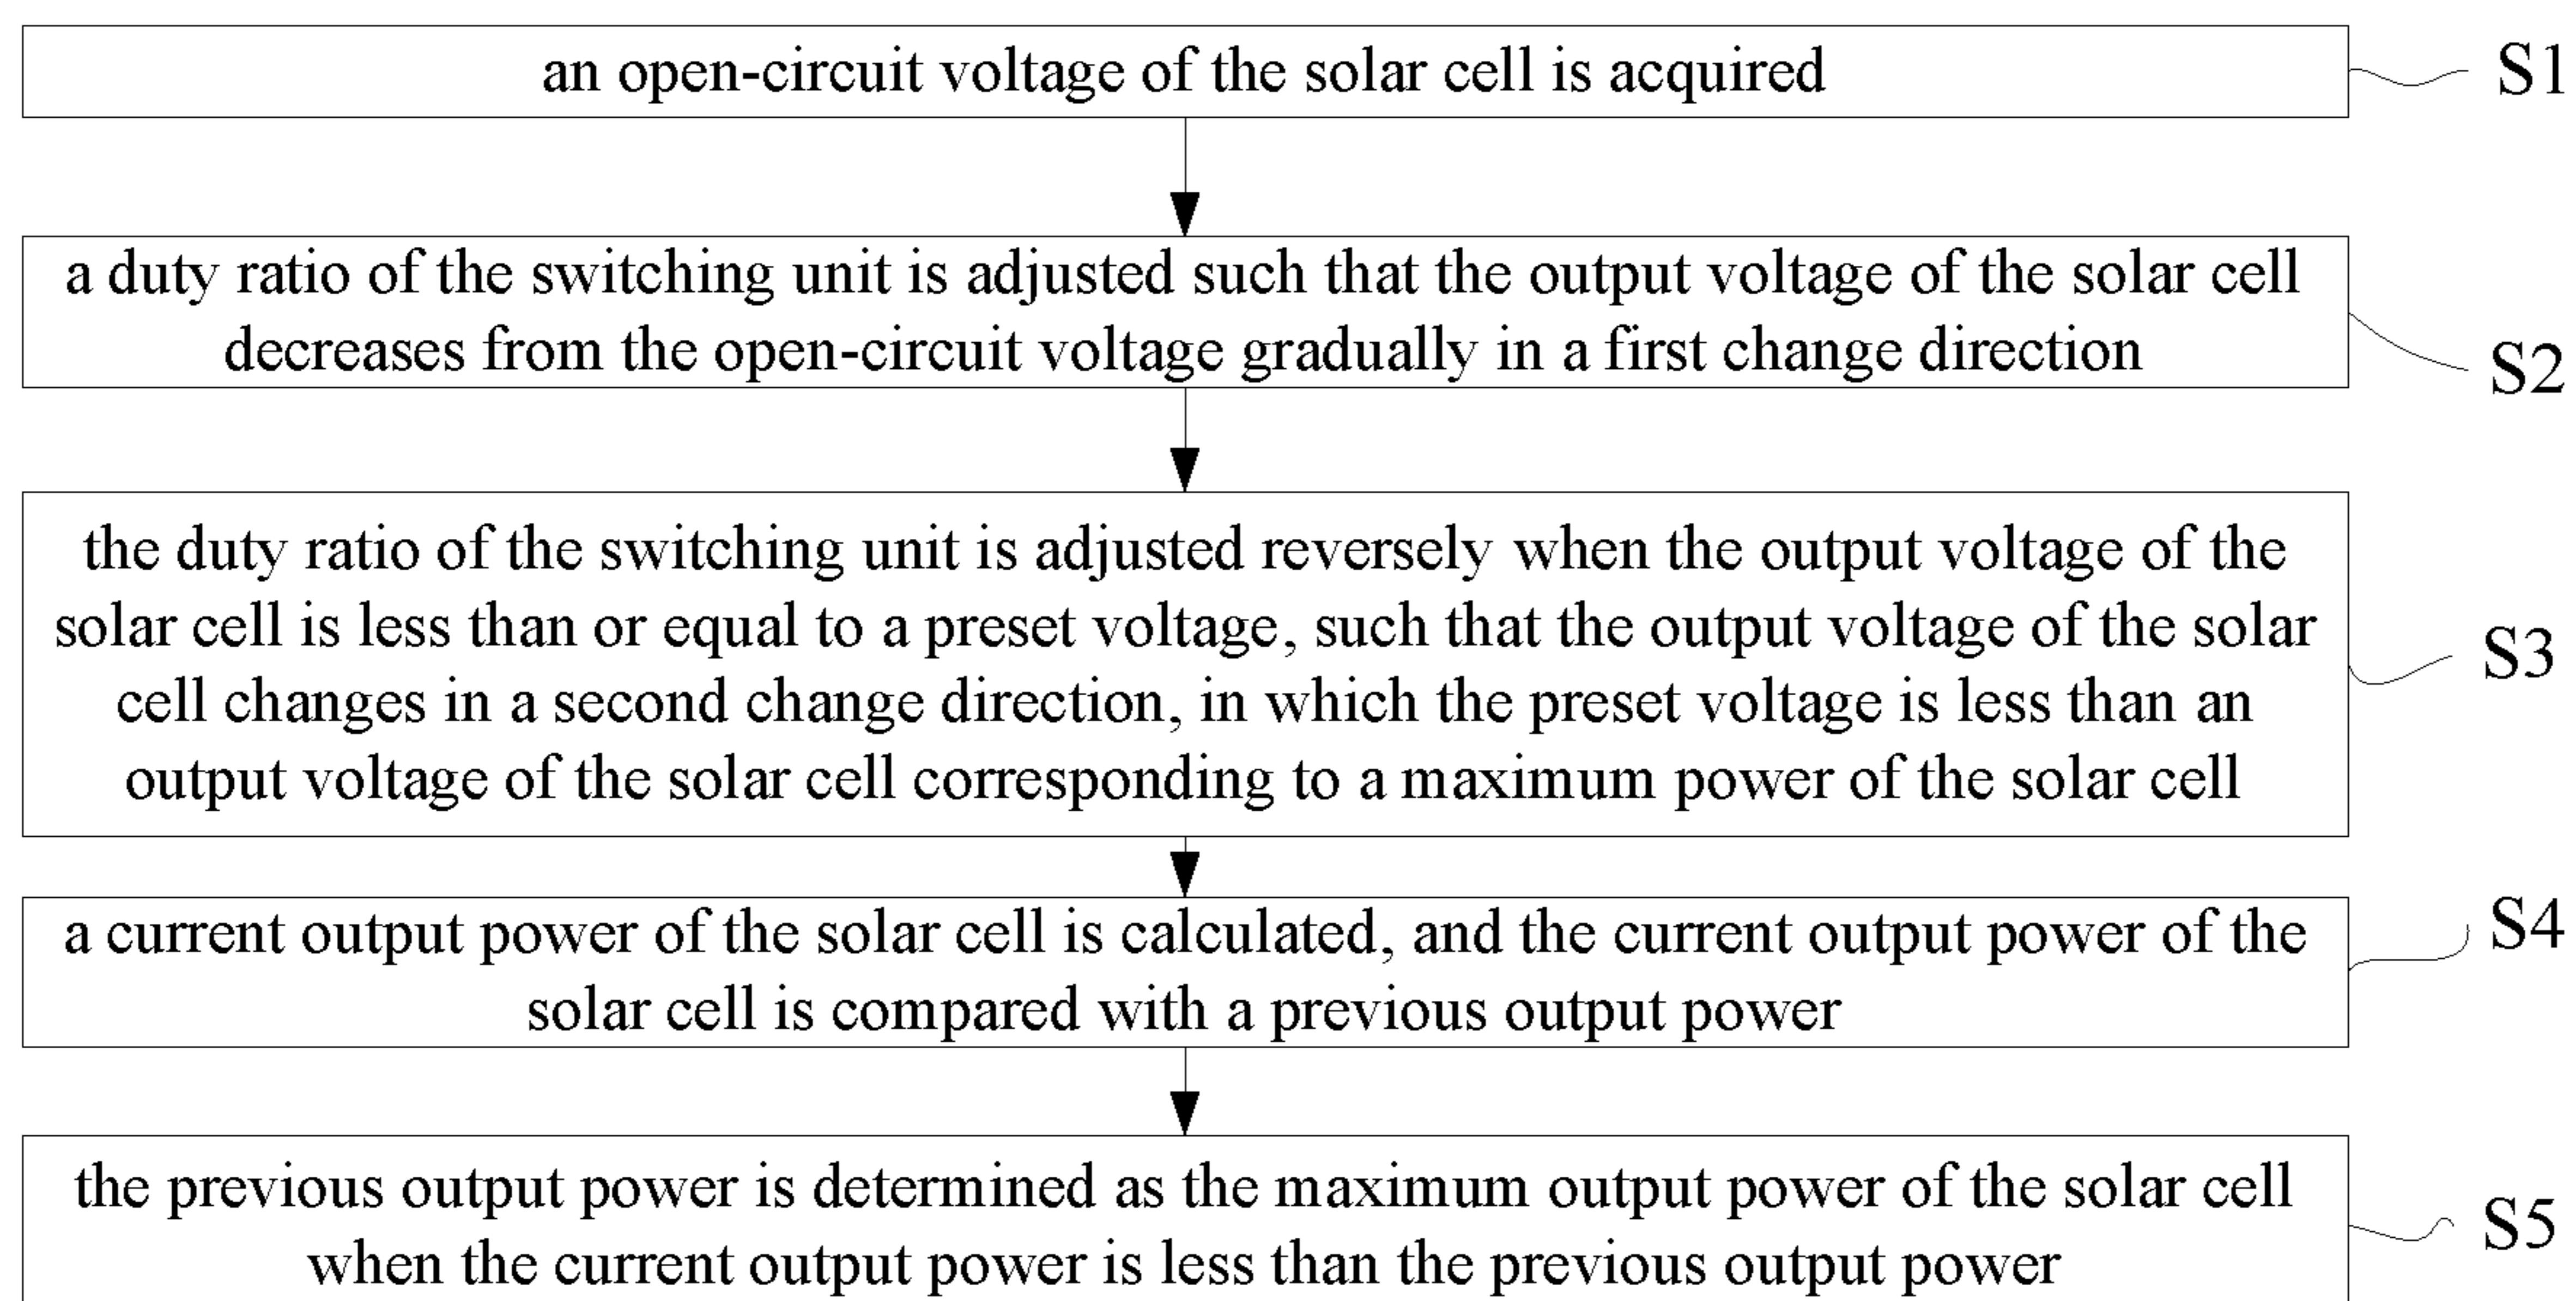 an open-circuit voltage of the solar cell is acquired
S1
a duty ratio of the switching unit is adjusted such that the output voltage of the solar cell
decreases from the open-circuit voltage gradually in a first change direction
S2
the duty ratio of the switching unit is adjusted reversely when the output voltage of the
solar cell is less than or equal to a preset voltage, such that the output voltage of the solar
cell changes in a second change direction, in which the preset voltage is less than an
output voltage of the solar cell corresponding to a maximum power of the solar cell
S3
a current output power of the solar cell is calculated, and the current output power of the
solar cell is compared with a previous output power
S4
the previous output power is determined as the maximum output power of the solar cell
when the current output power is less than the previous output power
S5